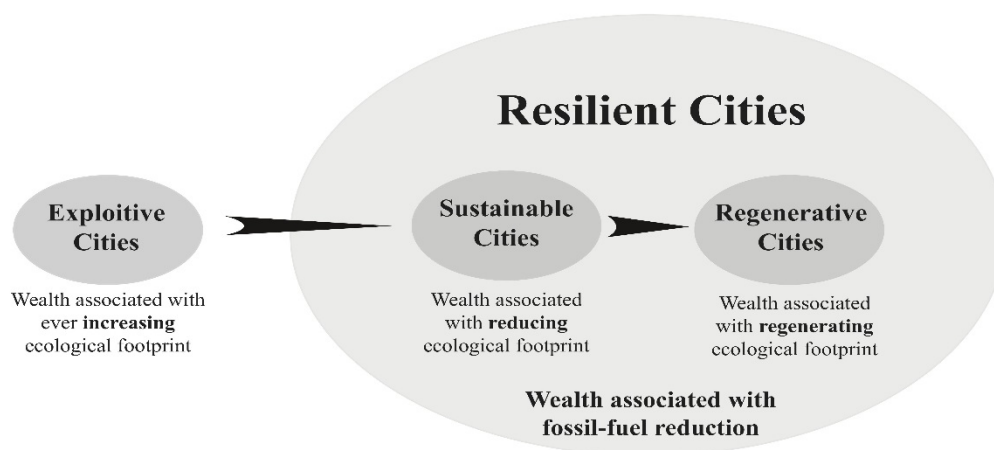 Resilient Cities
Exploitive
Cities
Wealth associated with
ever increasing
ecological footprint
Sustainable
Cities
Wealth associated
with reducing
ecological footprint
Regenerative
Cities
Wealth associated
with regenerating
ecological footprint
Wealth associated with
fossil-fuel reduction